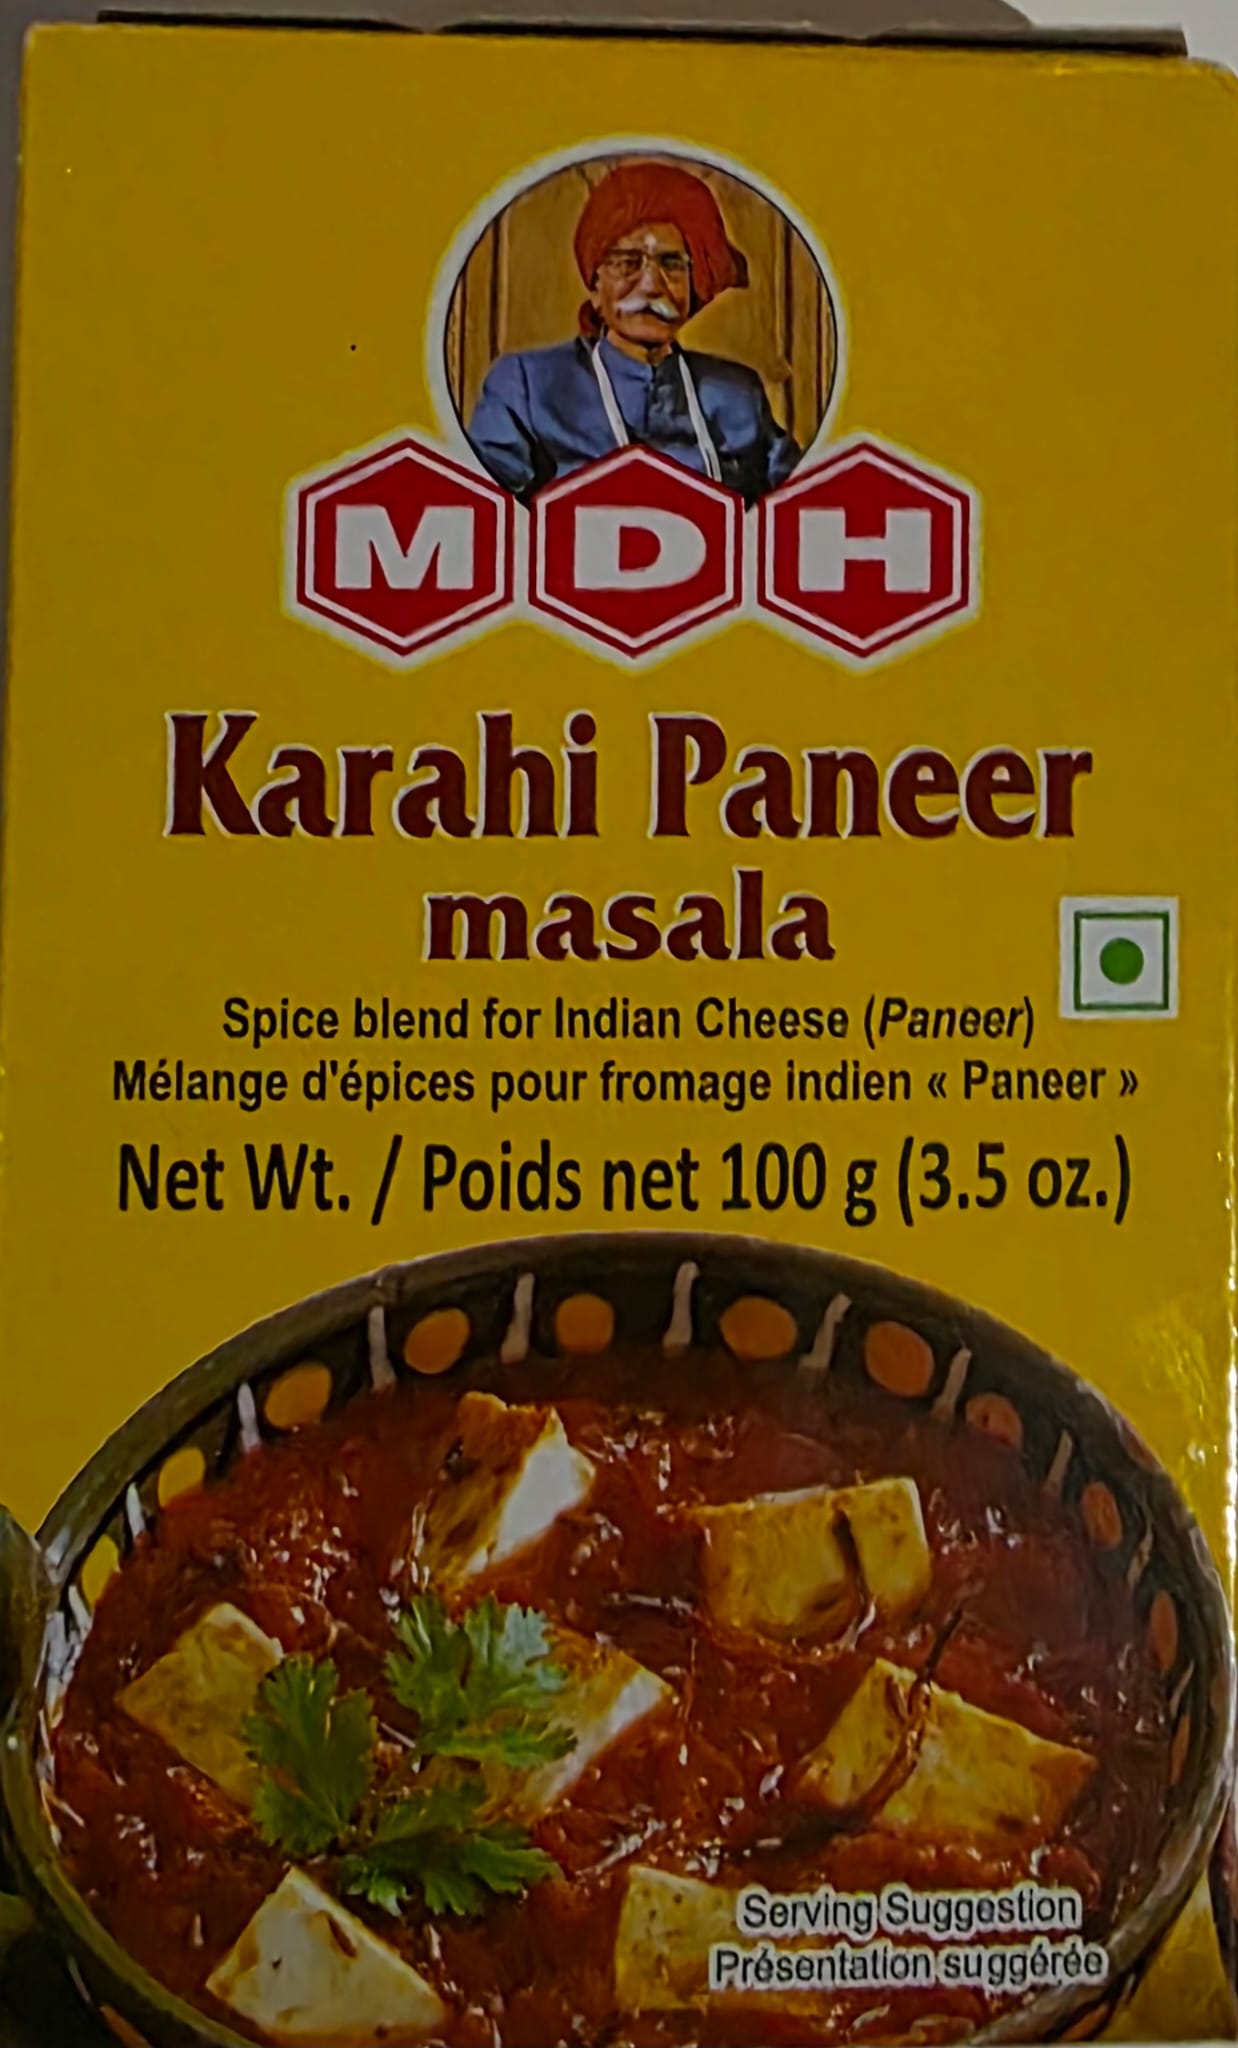 MDH
Karahi Paneer
masala
Spice blend for Indian Cheese (Paneer)
Mélange d'épices pour fromage indien « Paneer »
Net Wt. / Poids net 100 g (3.5 oz.)
Serving Suggestion
Présentation suggérée